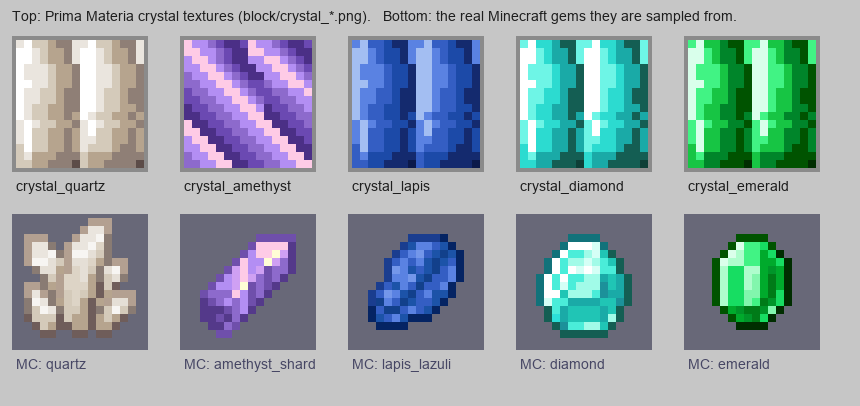 Top: Prima Materia crystal textures (block/crystal_*.png).   Bottom: the real Minecraft gems they are sampled from.
crystal_quartz
crystal_amethyst
crystal_lapis
crystal_diamond
crystal_emerald
MC: quartz
MC: amethyst_shard
MC: lapis_lazuli
MC: diamond
MC: emerald